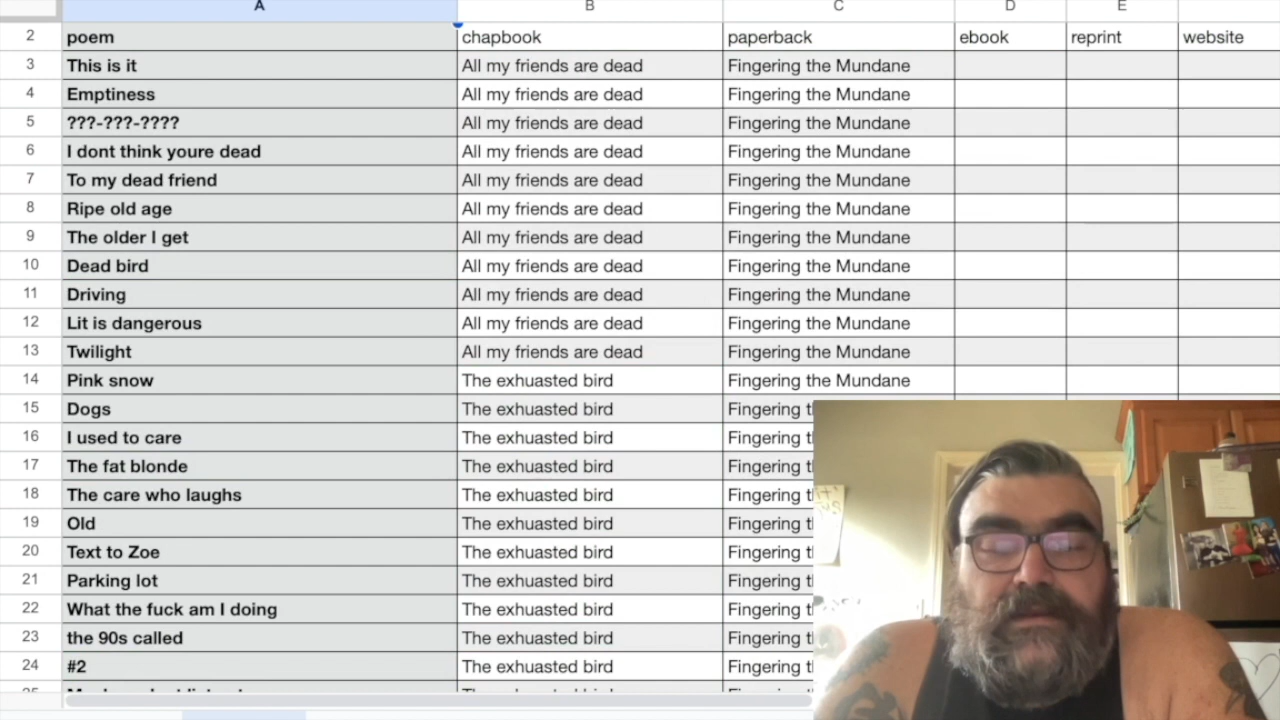 A B C D E
2 poem chapbook paperback ebook reprint website
3 This is it All my friends are dead Fingering the Mundane
4 Emptiness All my friends are dead Fingering the Mundane
5 ???-???-???? All my friends are dead Fingering the Mundane
6 I dont think youre dead All my friends are dead Fingering the Mundane
7 To my dead friend All my friends are dead Fingering the Mundane
8 Ripe old age All my friends are dead Fingering the Mundane
9 The older I get All my friends are dead Fingering the Mundane
10 Dead bird All my friends are dead Fingering the Mundane
11 Driving All my friends are dead Fingering the Mundane
12 Lit is dangerous All my friends are dead Fingering the Mundane
13 Twilight All my friends are dead Fingering the Mundane
14 Pink snow The exhuasted bird Fingering the Mundane
15 Dogs The exhuasted bird Fingering
16 I used to care The exhuasted bird Fingering
17 The fat blonde The exhuasted bird Fingering
18 The care who laughs The exhuasted bird Fingering
19 Old The exhuasted bird Fingering
20 Text to Zoe The exhuasted bird Fingering
21 Parking lot The exhuasted bird Fingering
22 What the fuck am I doing The exhuasted bird Fingering
23 the 90s called The exhuasted bird Fingering
24 #2 The exhuasted bird Fingering